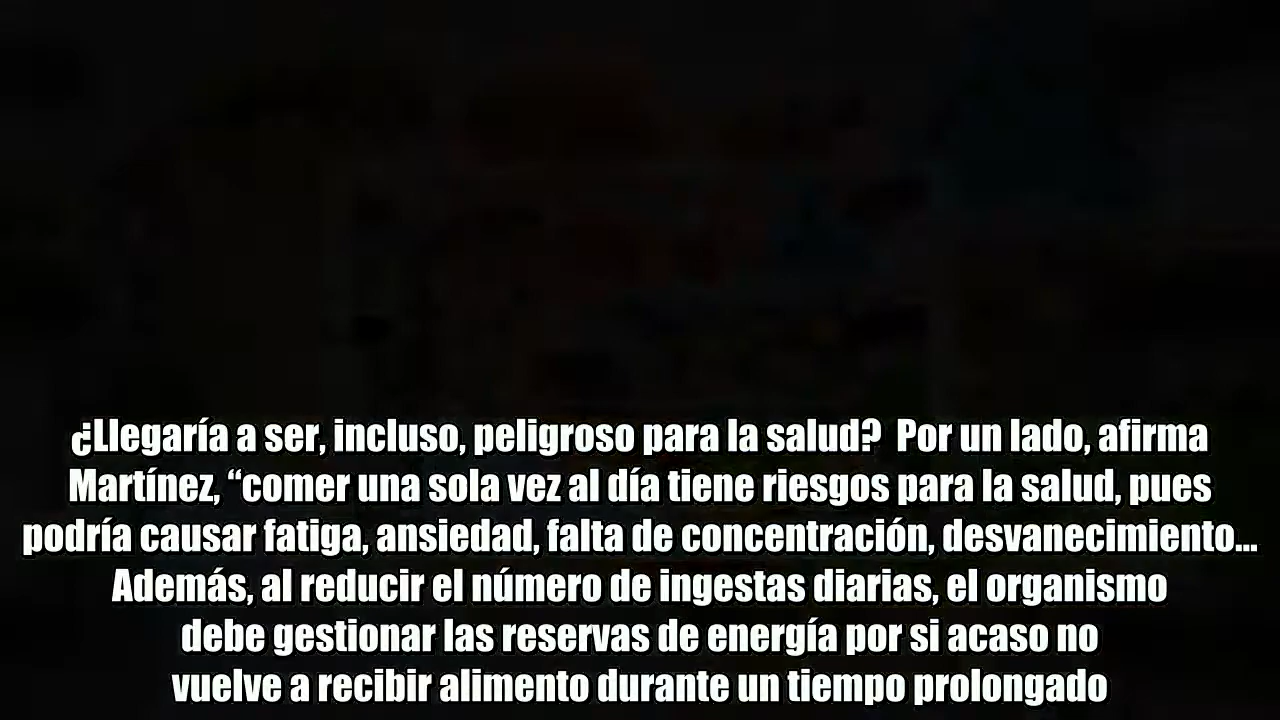 ¿Llegaría a ser, incluso, peligroso para la salud?  Por un lado, afirma
Martínez, “comer una sola vez al día tiene riesgos para la salud, pues
podría causar fatiga, ansiedad, falta de concentración, desvanecimiento...
Además, al reducir el número de ingestas diarias, el organismo
debe gestionar las reservas de energía por si acaso no
vuelve a recibir alimento durante un tiempo prolongado